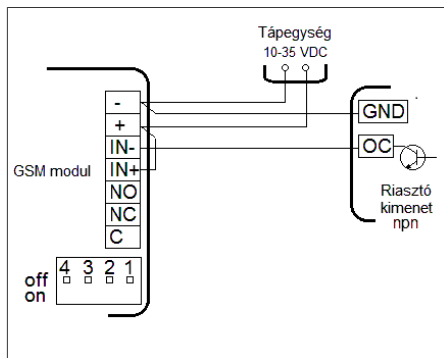 Tápegység
10-35 VDC
-
+
IN-
IN+
NO
NC
C
GSM modul
GND
OC
Riasztó
kimenet
npn
4 3 2 1
off
on